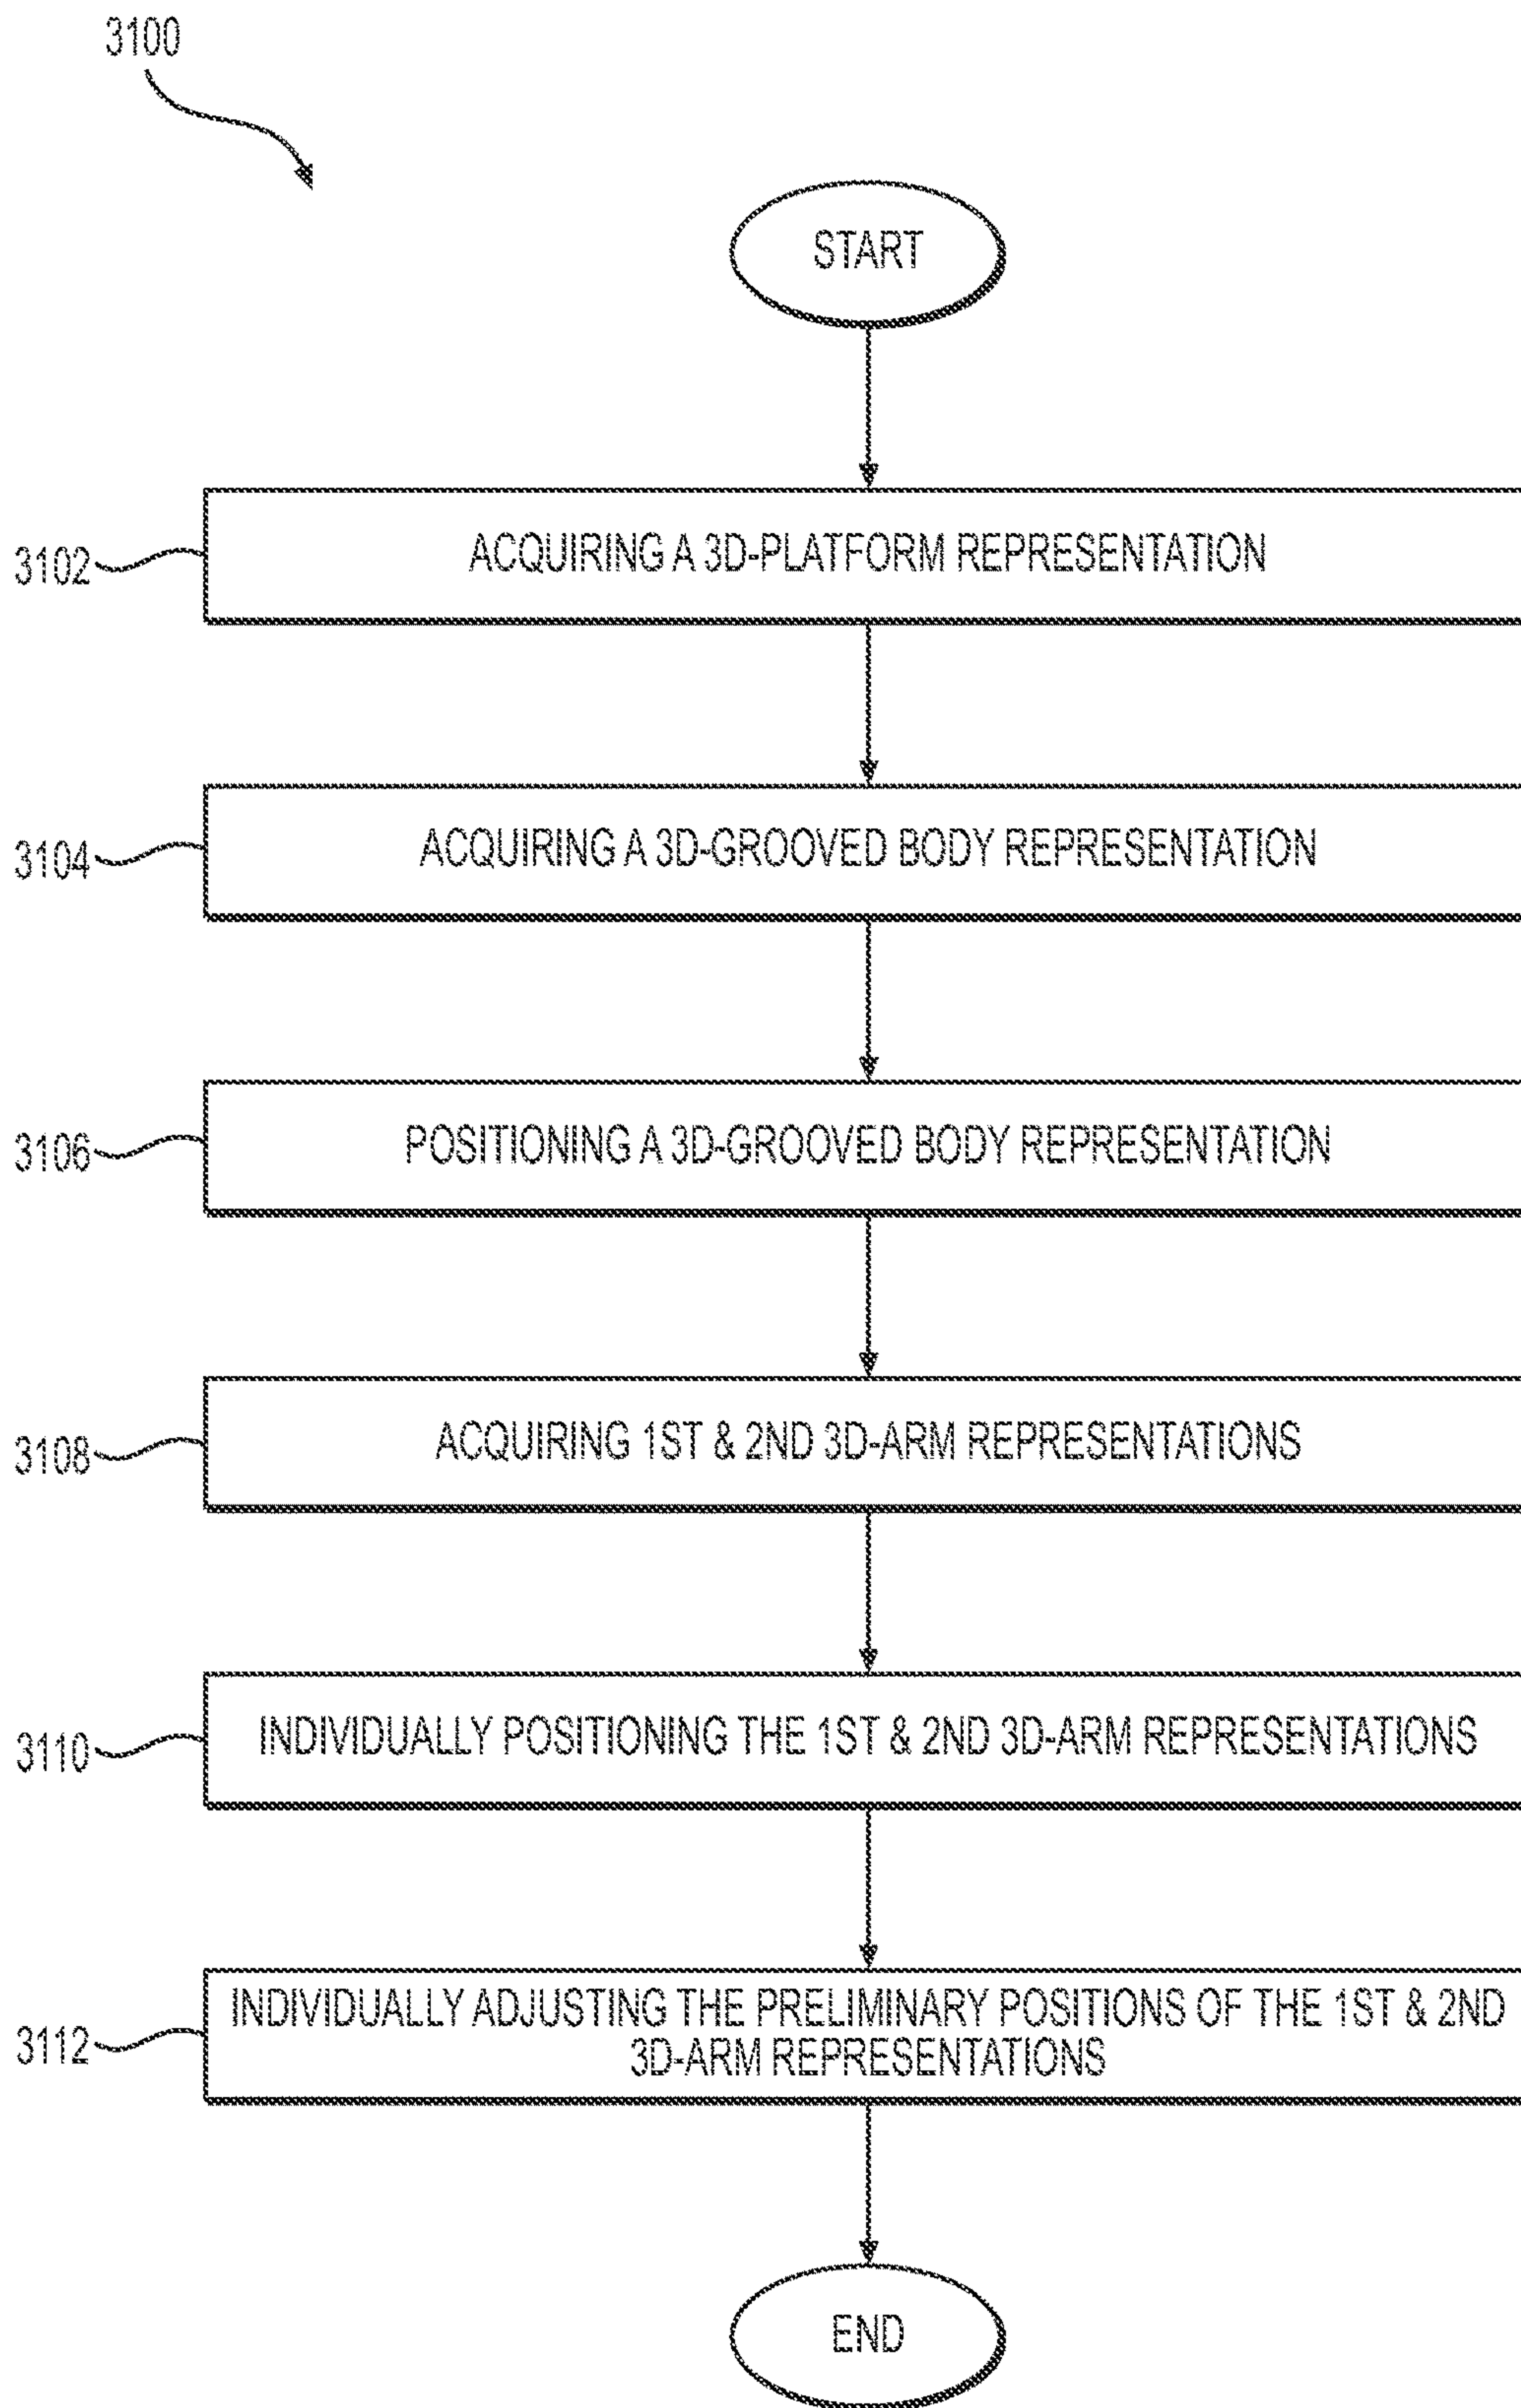 3100
START
3102
ACQUIRING A 3D-PLATFORM REPRESENTATION
3104
ACQUIRING A 3D-GROOVED BODY REPRESENTATION
3106
POSITIONING A 3D-GROOVED BODY REPRESENTATION
3108
ACQUIRING 1ST & 2ND 3D-ARM REPRESENTATIONS
3110
INDIVIDUALLY POSITIONING THE 1ST & 2ND 3D-ARM REPRESENTATIONS
3112
INDIVIDUALLY ADJUSTING THE PRELIMINARY POSITIONS OF THE 1ST & 2ND
3D-ARM REPRESENTATIONS
END